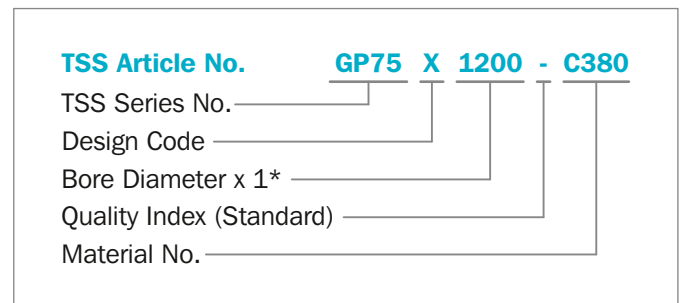 TSS Article No. GP75 X 1200 - C380
TSS Series No.
Design Code
Bore Diameter x 1*
Quality Index (Standard)
Material No.